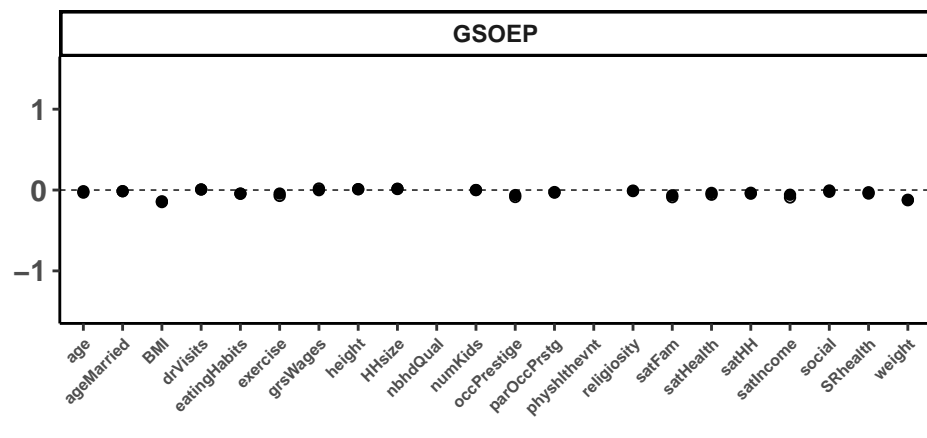 GSOEP
1
0
−1
age
ageMarried
BMI
drVisits
eatingHabits
exercise
grsWages
height
HHsize
nbhdQual
numKids
occPrestige
parOccPrstg
physhlthevnt
religiosity
satFam
satHealth
satHH
satIncome
social
SRhealth
weight